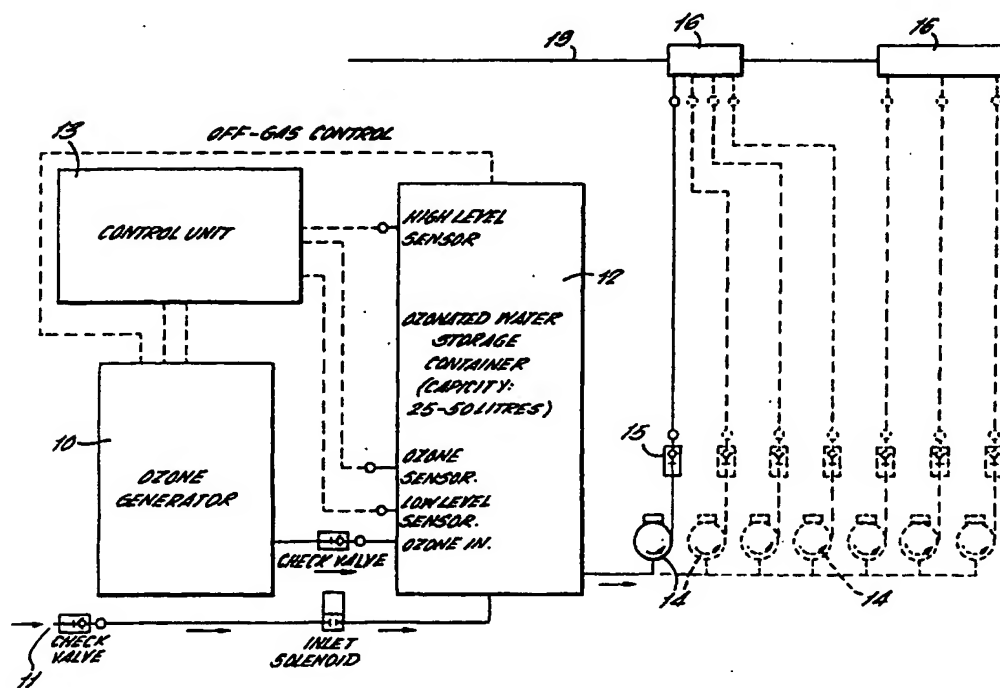 19
16
16
OFF-GAS CONTROL
13
CONTROL UNIT
HIGH LEVEL
SENSOR
12
OZONATED WATER
STORAGE
CONTAINER
(CAPICITY:
25-50 LITRES)
10
OZONE
GENERATOR
OZONE
SENSOR.
LOW LEVEL
SENSOR.
OZONE IN.
CHECK VALVE
15
14
14
11
CHECK
VALVE
INLET
SOLENOID